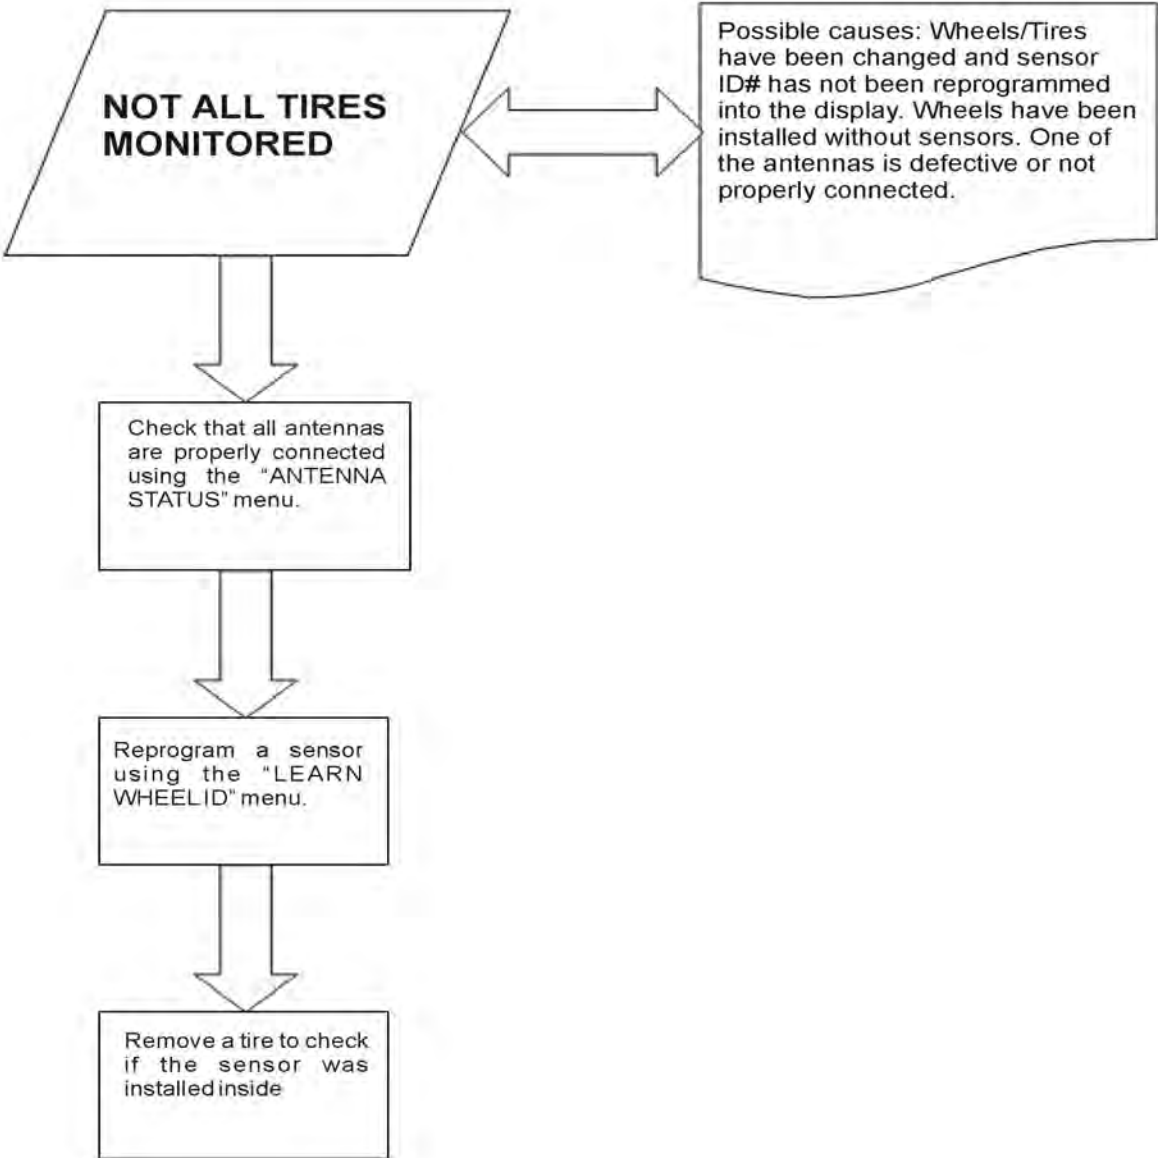 NOT ALL TIRES
MONITORED
Possible causes: Wheels/Tires
have been changed and sensor
ID# has not been reprogrammed
into the display. Wheels have been
installed without sensors. One of
the antennas is defective or not
properly connected.
Check that all antennas
are properly connected
using the "ANTENNA
STATUS" menu.
Reprogram a sensor
using the "LEARN
WHEEL ID" menu.
Remove a tire to check
if the sensor was
installed inside